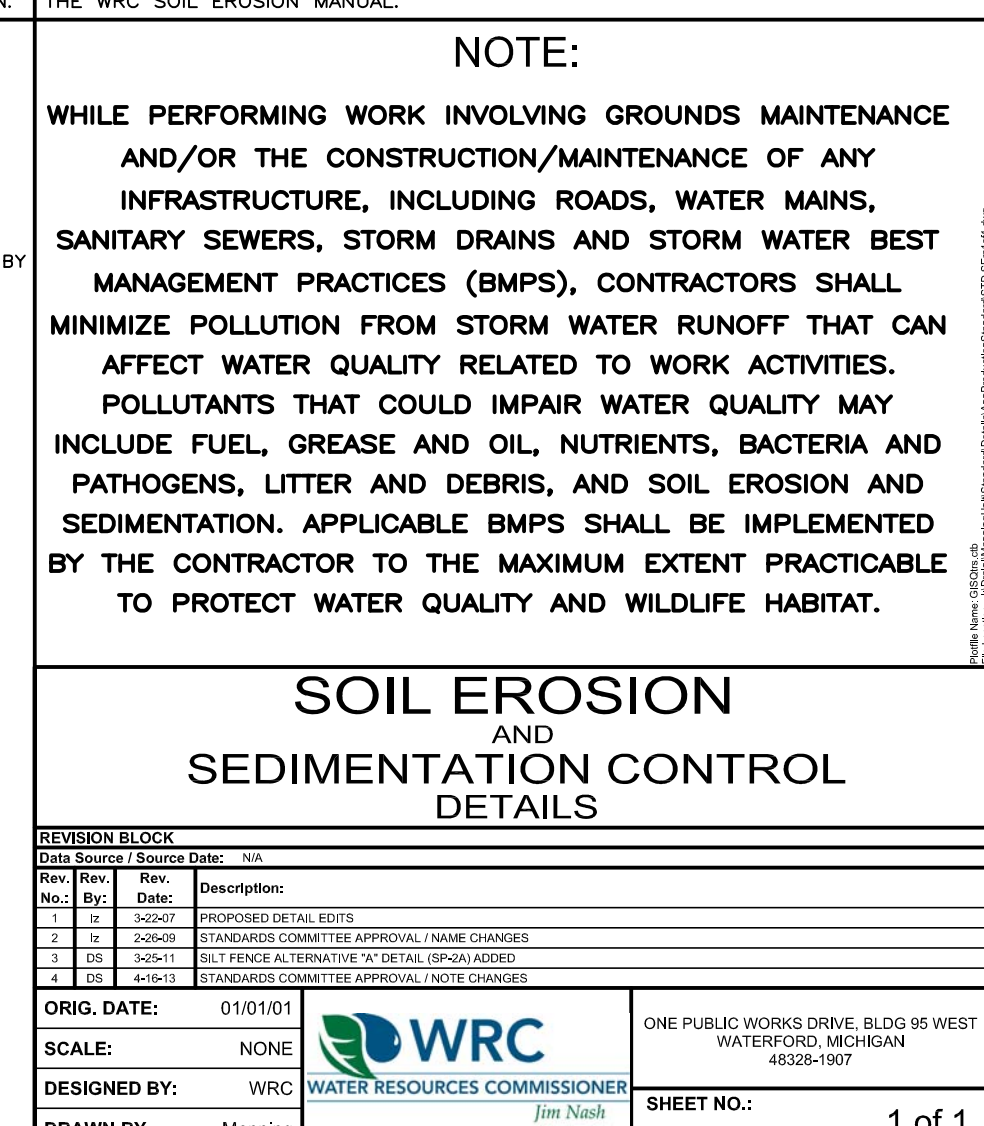 N.
THE WRC SOIL EROSION MANUAL.
BY
NOTE:
WHILE PERFORMING WORK INVOLVING GROUNDS MAINTENANCE
AND/OR THE CONSTRUCTION/MAINTENANCE OF ANY
INFRASTRUCTURE, INCLUDING ROADS, WATER MAINS,
SANITARY SEWERS, STORM DRAINS AND STORM WATER BEST
MANAGEMENT PRACTICES (BMPS), CONTRACTORS SHALL
MINIMIZE POLLUTION FROM STORM WATER RUNOFF THAT CAN
AFFECT WATER QUALITY RELATED TO WORK ACTIVITIES.
POLLUTANTS THAT COULD IMPAIR WATER QUALITY MAY
INCLUDE FUEL, GREASE AND OIL, NUTRIENTS, BACTERIA AND
PATHOGENS, LITTER AND DEBRIS, AND SOIL EROSION AND
SEDIMENTATION. APPLICABLE BMPS SHALL BE IMPLEMENTED
BY THE CONTRACTOR TO THE MAXIMUM EXTENT PRACTICABLE
TO PROTECT WATER QUALITY AND WILDLIFE HABITAT.
Plotfile Name: GISQtrs.ctb
SOIL EROSION
AND
SEDIMENTATION CONTROL
DETAILS
REVISION BLOCK
Data Source / Source Date: N/A
Rev. No.: Rev. By: Rev. Date: Description:
1 lz 3-22-07 PROPOSED DETAIL EDITS
2 lz 2-26-09 STANDARDS COMMITTEE APPROVAL / NAME CHANGES
3 DS 3-25-11 SILT FENCE ALTERNATIVE "A" DETAIL (SP-2A) ADDED
4 DS 4-16-13 STANDARDS COMMITTEE APPROVAL / NOTE CHANGES
ORIG. DATE: 01/01/01
SCALE: NONE
DESIGNED BY: WRC
DRAWN BY
WRC
WATER RESOURCES COMMISSIONER
Jim Nash
ONE PUBLIC WORKS DRIVE, BLDG 95 WEST
WATERFORD, MICHIGAN
48328-1907
SHEET NO.:
1 of 1